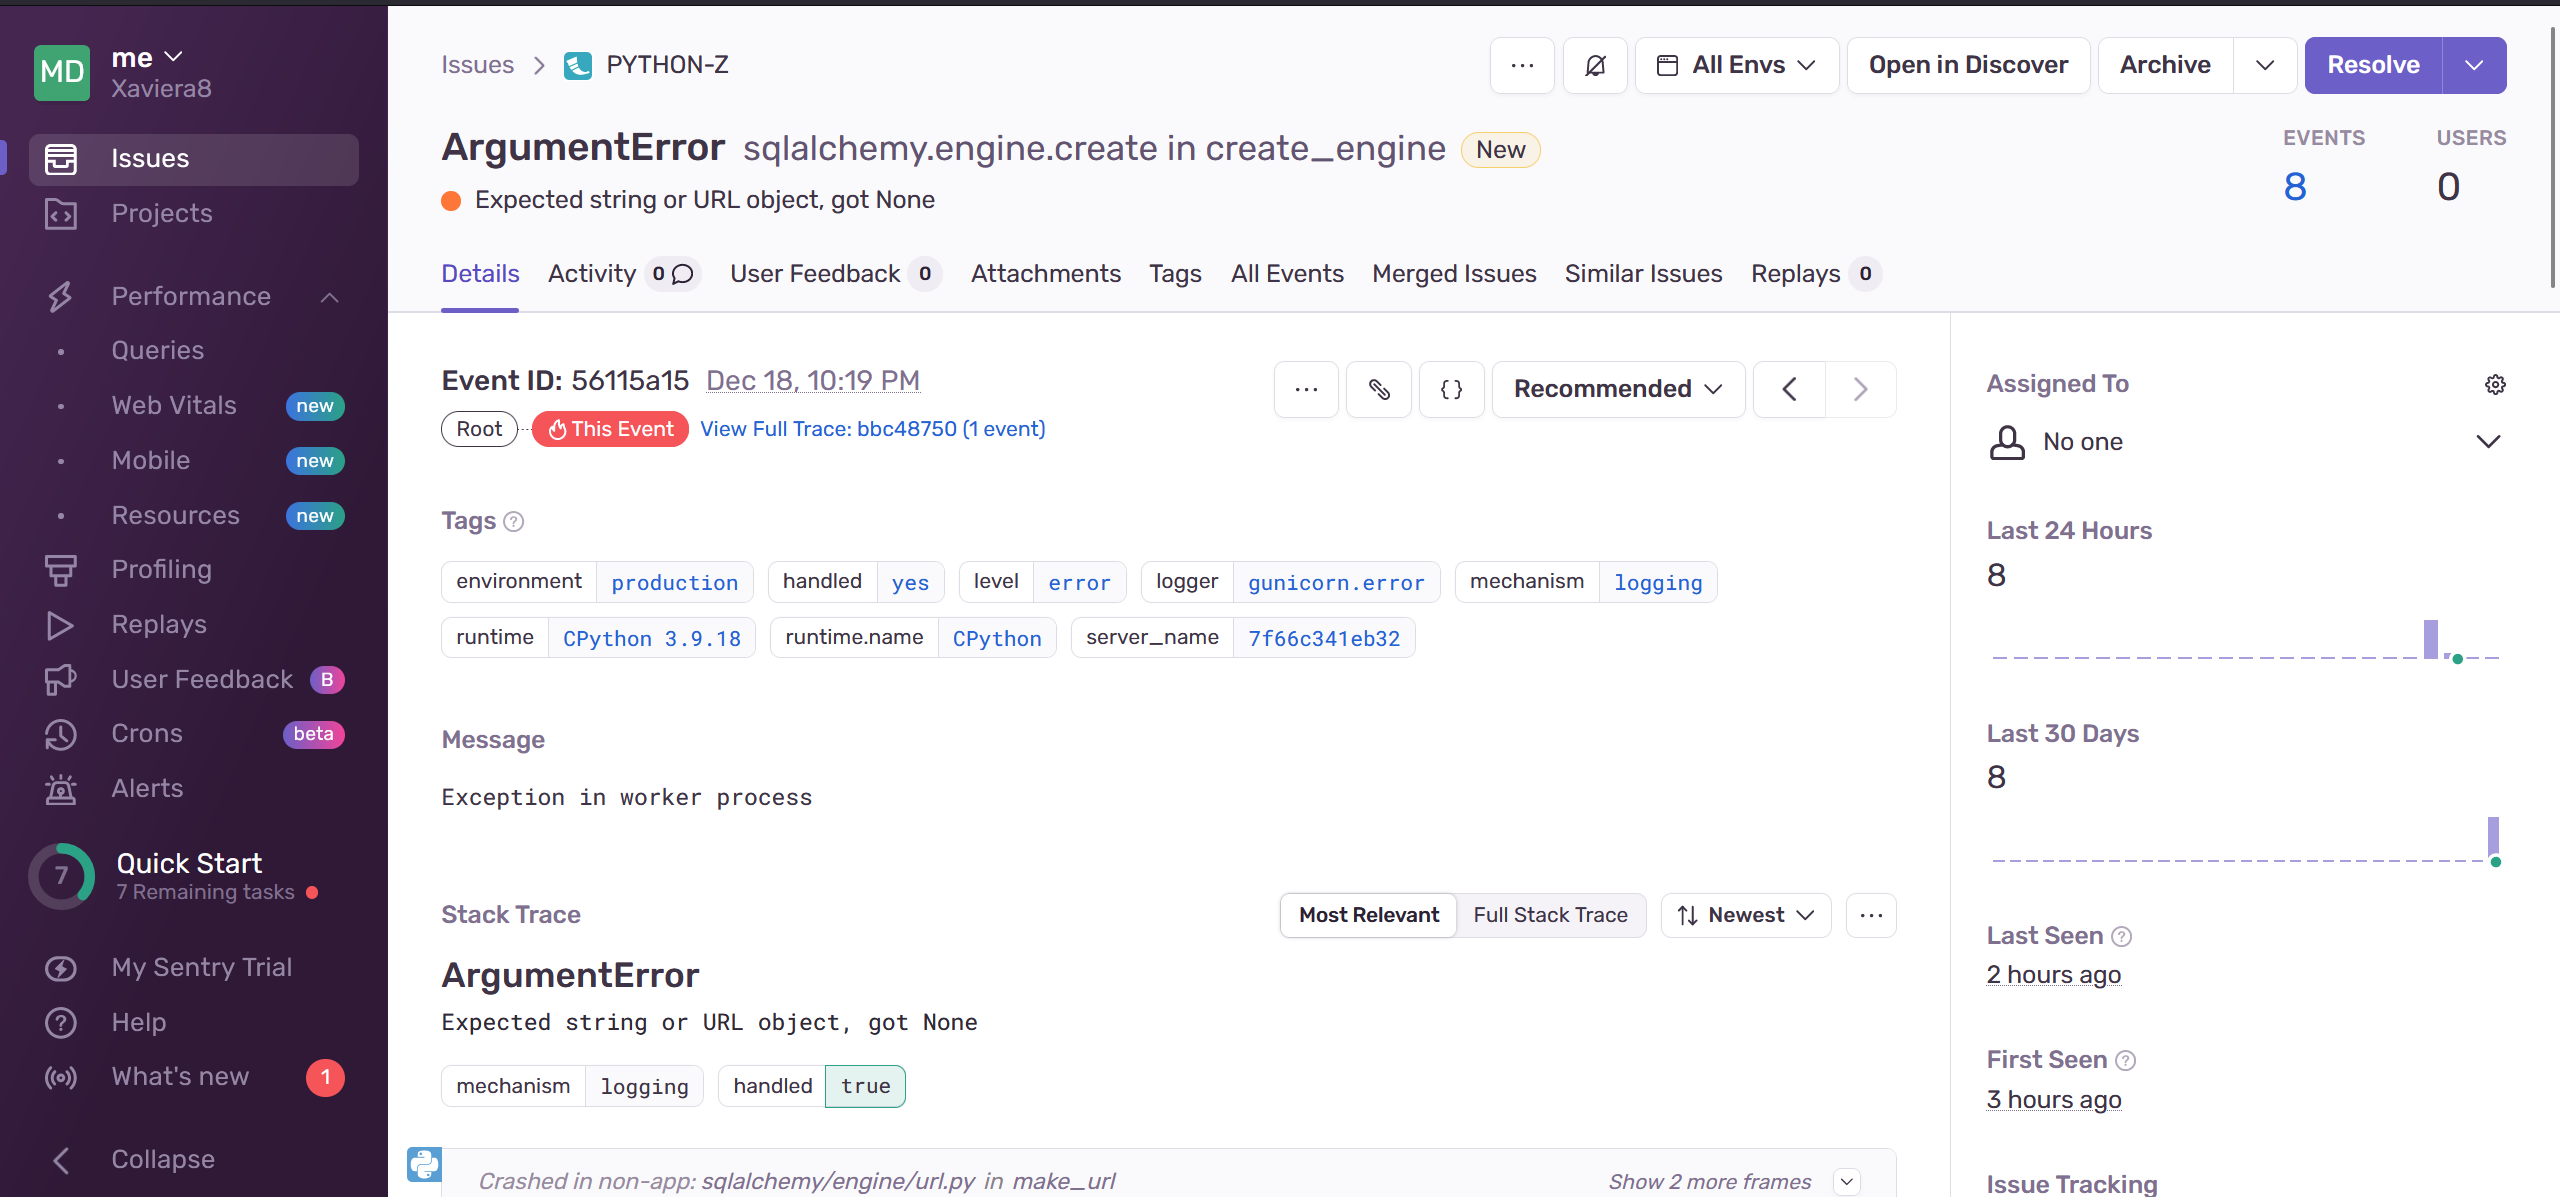 MD
me
Xaviera8
Issues
Projects
Performance
Queries
Web Vitals new
Mobile new
Resources new
Profiling
Replays
User Feedback B
Crons beta
Alerts
7
Quick Start
7 Remaining tasks
My Sentry Trial
Help
What's new 1
Collapse
Issues > PYTHON-Z
... All Envs Open in Discover Archive Resolve
ArgumentError sqlalchemy.engine.create in create_engine New
Expected string or URL object, got None
EVENTS USERS
8 0
Details Activity 0 User Feedback 0 Attachments Tags All Events Merged Issues Similar Issues Replays 0
Event ID: 56115a15 Dec 18, 10:19 PM
... {} Recommended < >
Root This Event View Full Trace: bbc48750 (1 event)
Tags ?
environment production handled yes level error logger gunicorn.error mechanism logging
runtime CPython 3.9.18 runtime.name CPython server_name 7f66c341eb32
Message
Exception in worker process
Stack Trace Most Relevant Full Stack Trace Newest ...
ArgumentError
Expected string or URL object, got None
mechanism logging handled true
Crashed in non-app: sqlalchemy/engine/url.py in make_url Show 2 more frames
Assigned To
No one
Last 24 Hours
8
Last 30 Days
8
Last Seen ?
2 hours ago
First Seen ?
3 hours ago
Issue Tracking